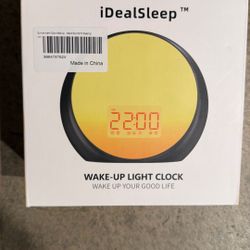 iDealSleep™
Made in China
22:00
WAKE-UP LIGHT CLOCK
WAKE UP YOUR GOOD LIFE